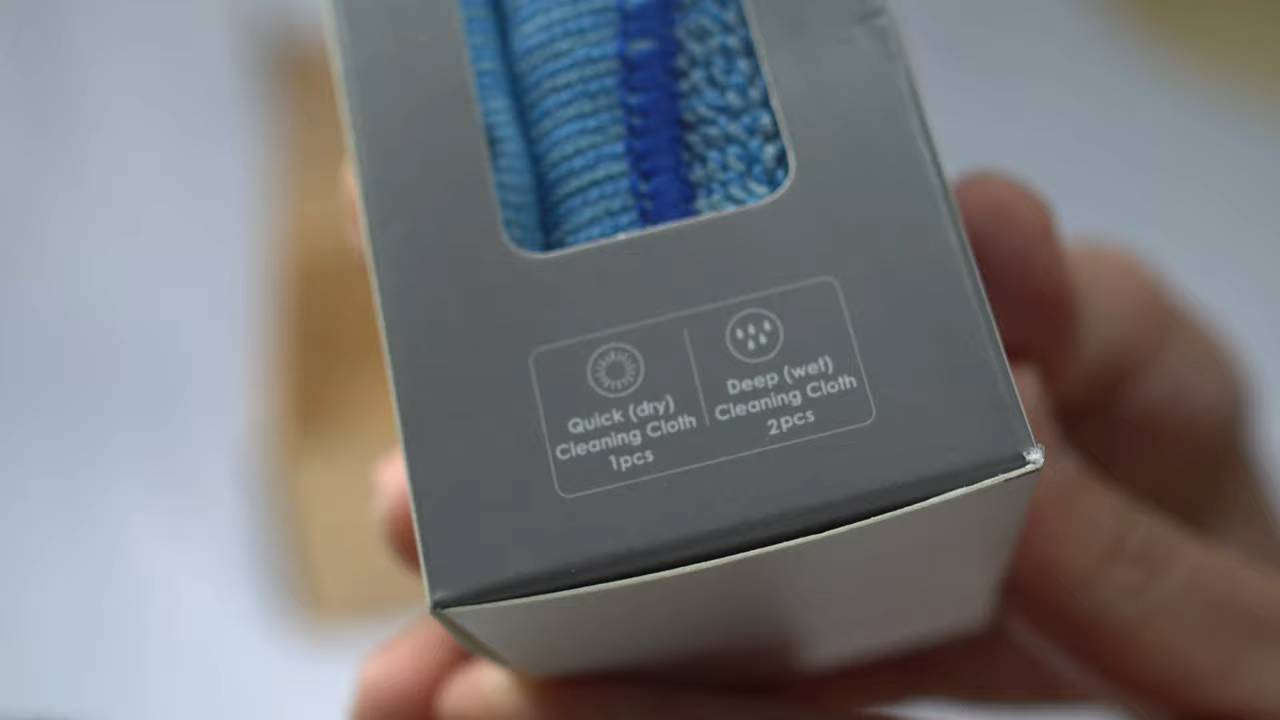 Quick (dry)
Cleaning Cloth
1pcs
Deep (wet)
Cleaning Cloth
2pcs